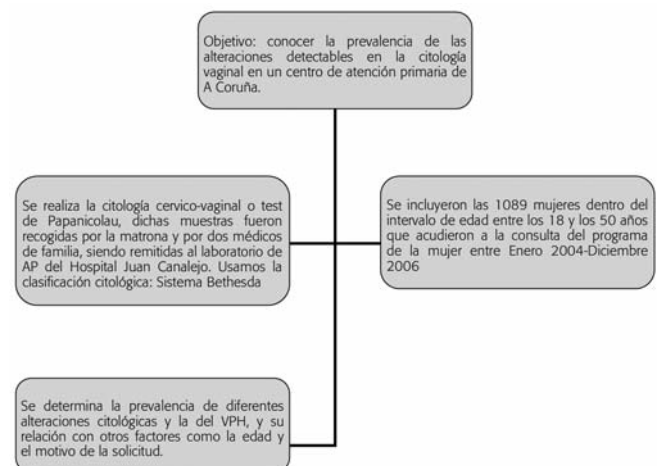 Objetivo: conocer la prevalencia de las
alteraciones detectables en la citología
vaginal en un centro de atención primaria de
A Coruña.
Se realiza la citología cervico-vaginal o test
de Papanicolau, dichas muestras fueron
recogidas por la matrona y por dos médicos
de familia, siendo remitidas al laboratorio de
AP del Hospital Juan Canalejo. Usamos la
clasificación citológica: Sistema Bethesda
Se incluyeron las 1089 mujeres dentro del
intervalo de edad entre los 18 y los 50 años
que acudieron a la consulta del programa
de la mujer entre Enero 2004-Diciembre
2006
Se determina la prevalencia de diferentes
alteraciones citológicas y la del VPH, y su
relación con otros factores como la edad y
el motivo de la solicitud.